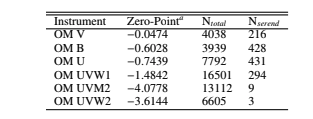 Instrument Zero-Point^a N_total N_serend
OM V −0.0474 4038 216
OM B −0.6028 3939 428
OM U −0.7439 7792 431
OM UVW1 −1.4842 16501 294
OM UVM2 −4.0778 13112 9
OM UVW2 −3.6144 6605 3